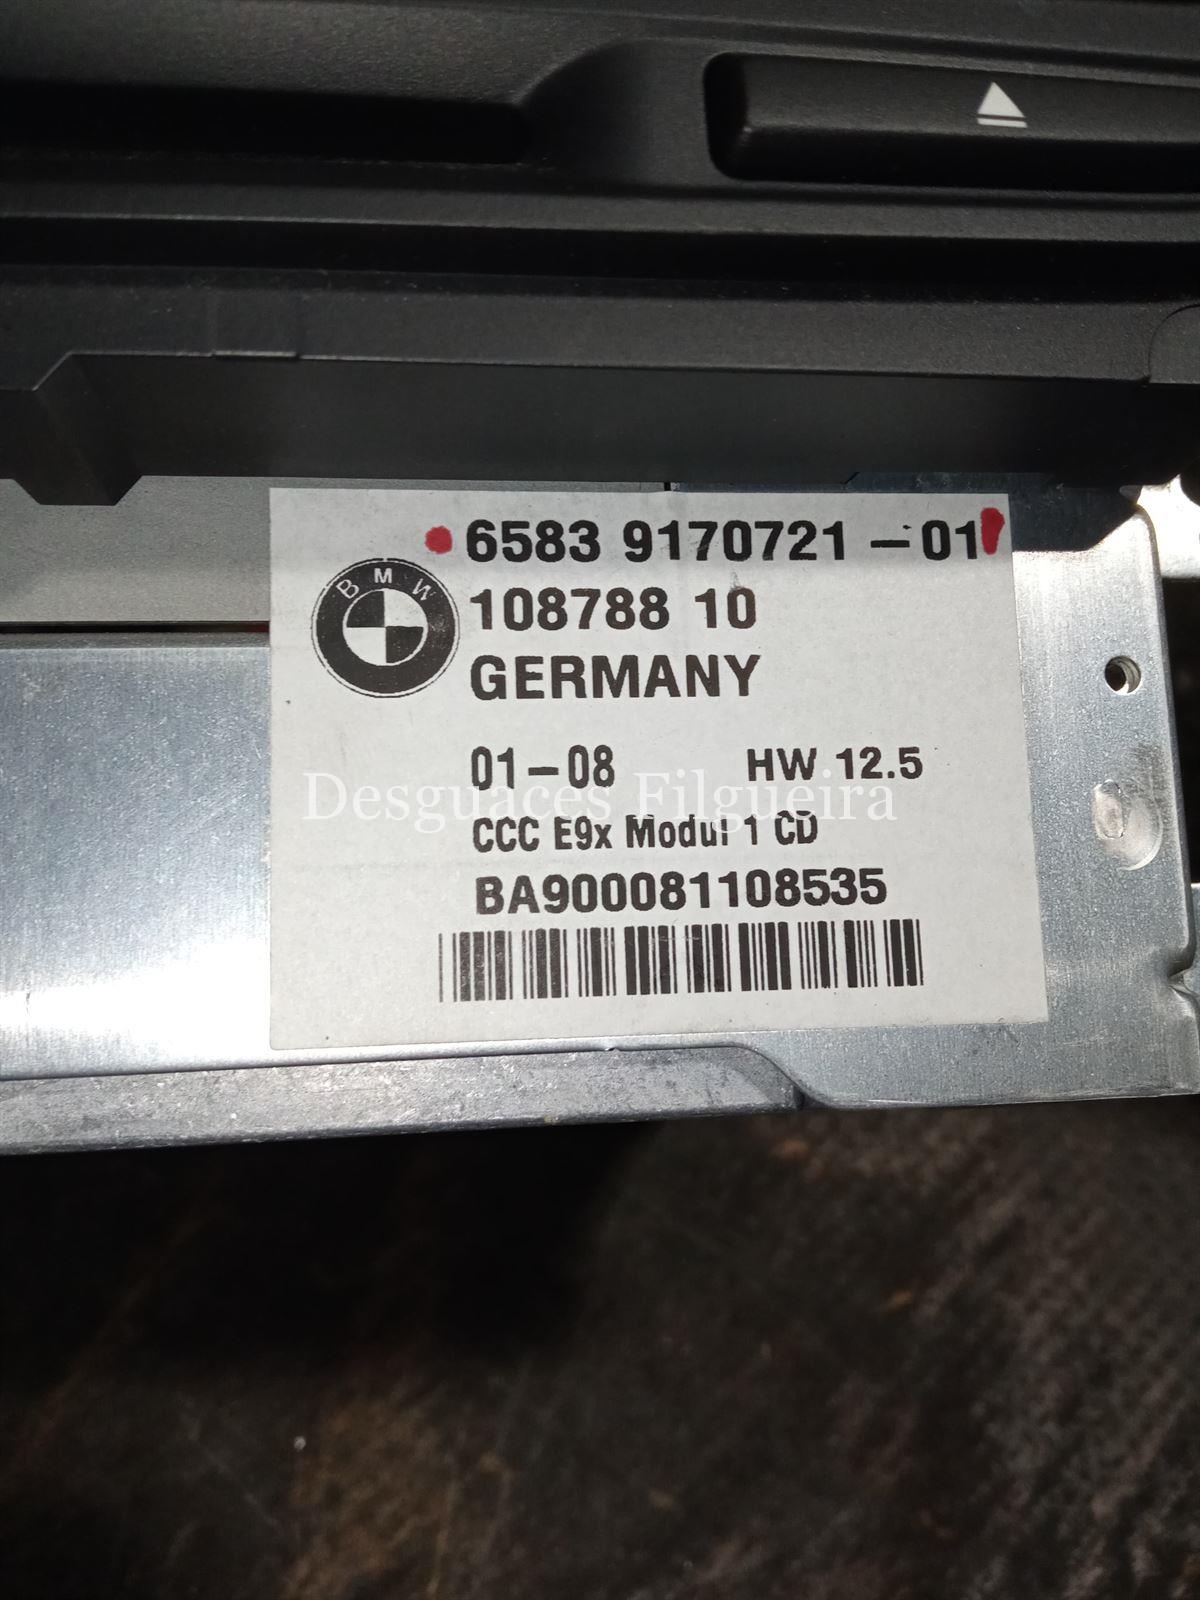 6583 9170721 – 01
BMW
108788 10
GERMANY
01 – 08 HW 12.5
Desguaces Filgueira
CCC E9x Modul 1 CD
BA900081108535